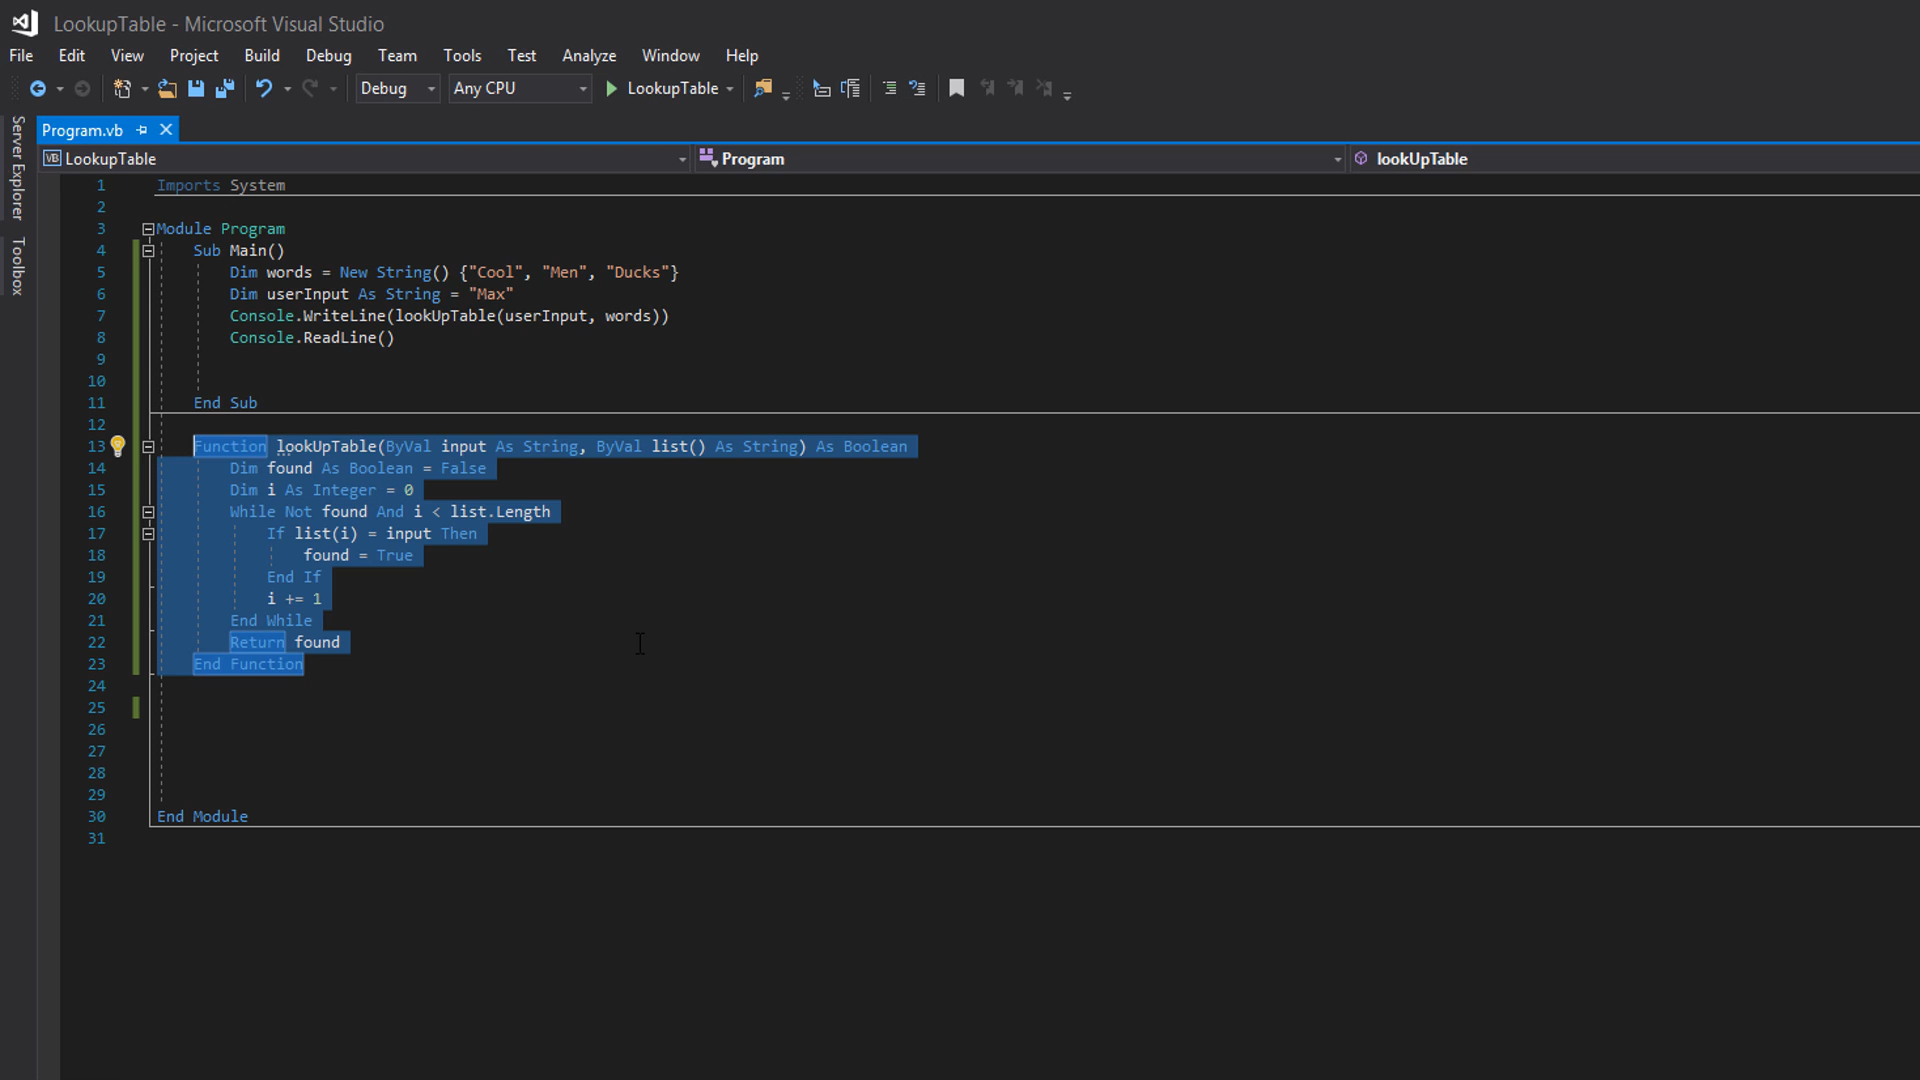 LookupTable - Microsoft Visual Studio
File Edit View Project Build Debug Team Tools Test Analyze Window Help
Debug Any CPU LookupTable
Server Explorer
Toolbox
Program.vb
VB LookupTable Program lookUpTable
1 Imports System
2
3 Module Program
4 Sub Main()
5 Dim words = New String() {"Cool", "Men", "Ducks"}
6 Dim userInput As String = "Max"
7 Console.WriteLine(lookUpTable(userInput, words))
8 Console.ReadLine()
9
10
11 End Sub
12
13 Function lookUpTable(ByVal input As String, ByVal list() As String) As Boolean
14 Dim found As Boolean = False
15 Dim i As Integer = 0
16 While Not found And i < list.Length
17 If list(i) = input Then
18 found = True
19 End If
20 i += 1
21 End While
22 Return found
23 End Function
24
25
26
27
28
29
30 End Module
31